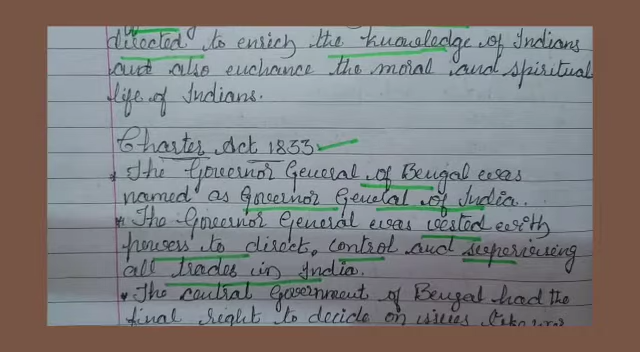 directed to enrich the knowledge of Indians
and also enchance the moral and spiritual
life of Indians.
Charter Act 1833
* The Governor General of Bengal was
named as Governor General of India.
* The Governor General was vested with
powers to direct, control and superivising
all trades in India.
* The central Government of Bengal had the
final right to decide on issues like